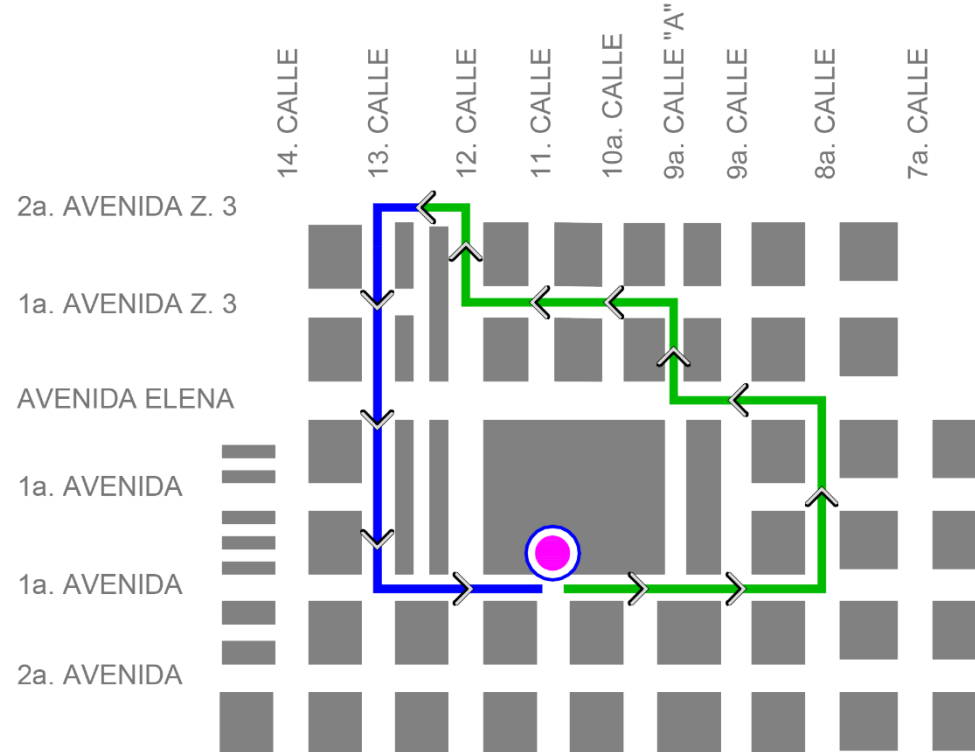 14. CALLE
13. CALLE
12. CALLE
11. CALLE
10a. CALLE
9a. CALLE "A"
9a. CALLE
8a. CALLE
7a. CALLE
2a. AVENIDA Z. 3
1a. AVENIDA Z. 3
AVENIDA ELENA
1a. AVENIDA
1a. AVENIDA
2a. AVENIDA